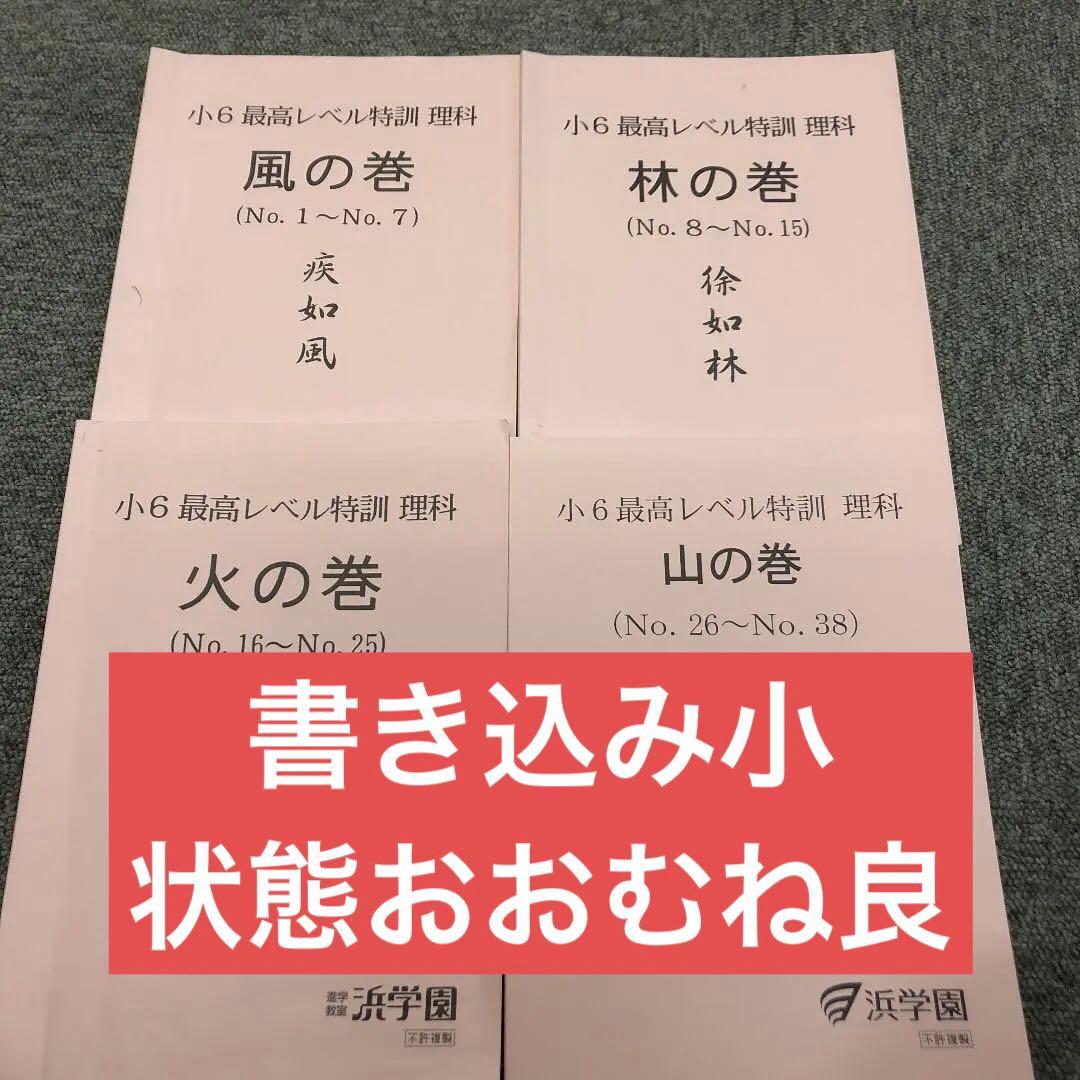 小6 最高レベル特訓 理科
風の巻
(No. 1～No. 7)
疾
如
風
小6 最高レベル特訓 理科
林の巻
(No. 8～No. 15)
徐
如
林
小6 最高レベル特訓 理科
火の巻
(No. 16～No. 25)
小6 最高レベル特訓 理科
山の巻
(No. 26～No. 38)
書き込み小
状態おおむね良
進学
教室 浜学園
不許複製
浜学園
不許複製